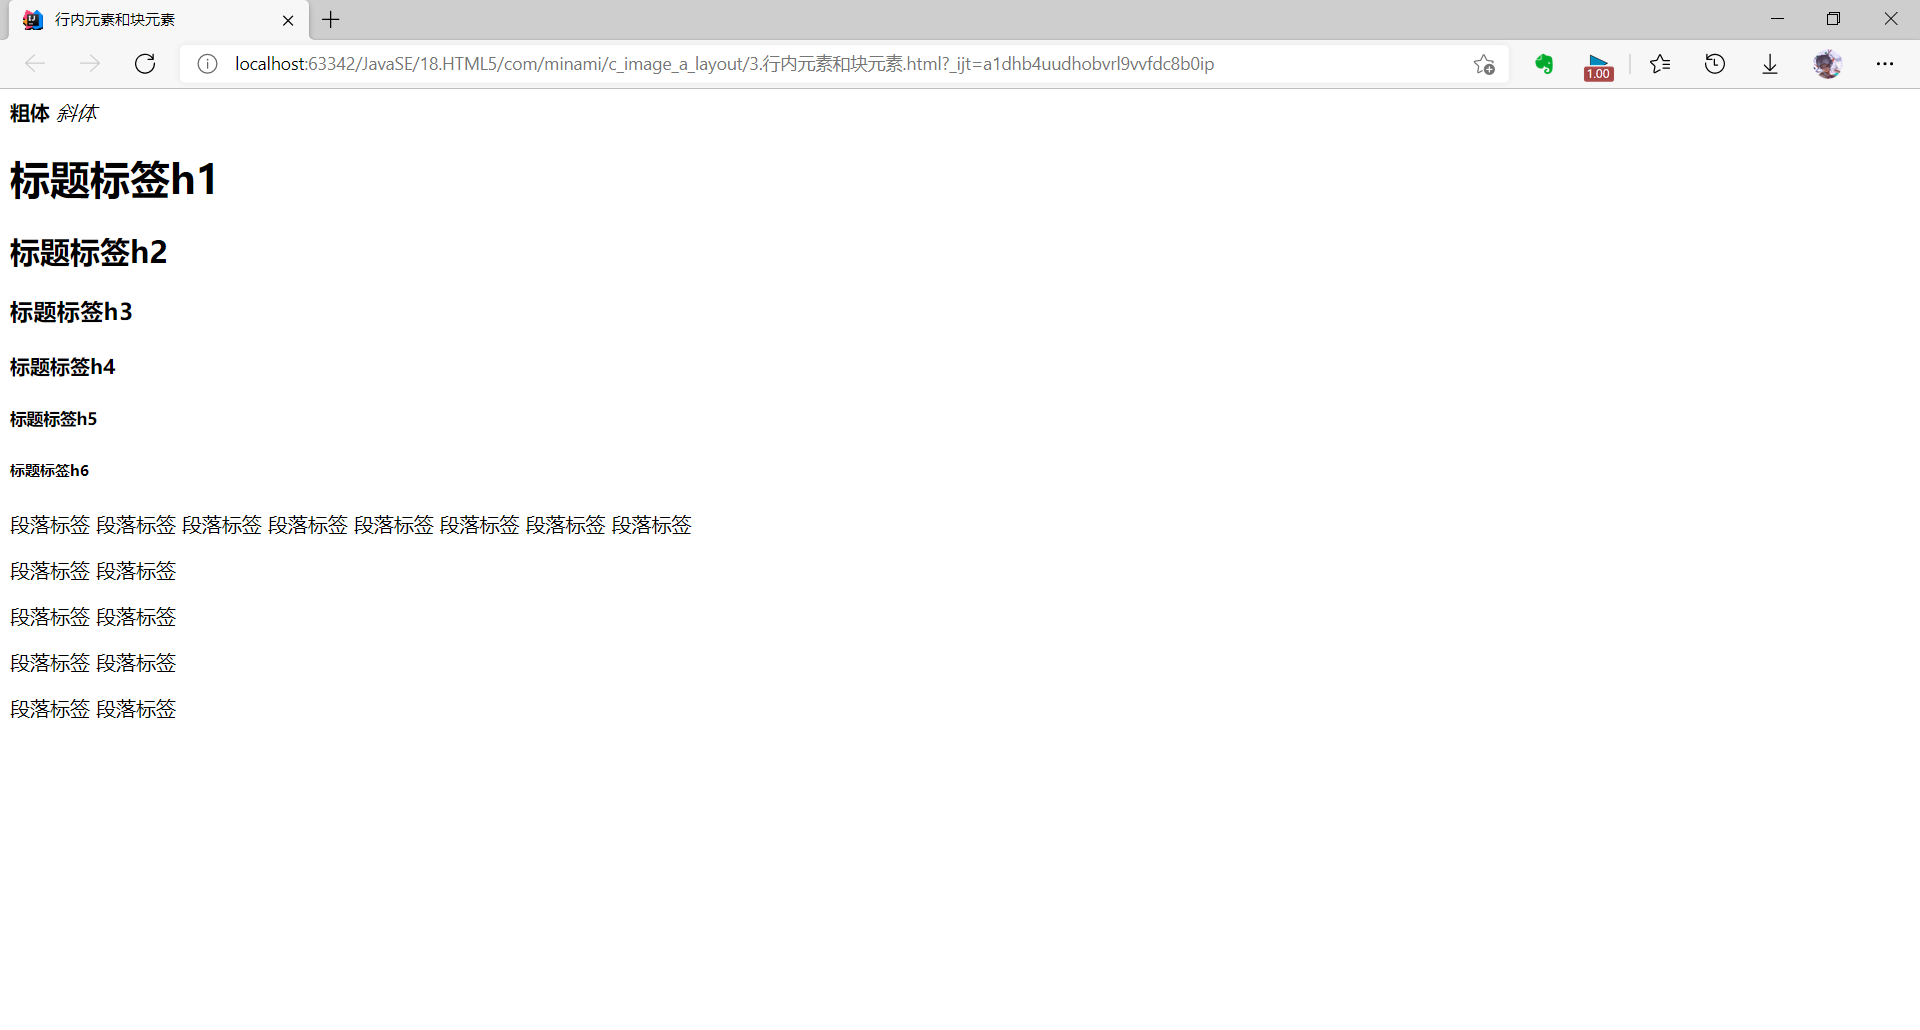 行内元素和块元素
localhost:63342/JavaSE/18.HTML5/com/minami/c_image_a_layout/3.行内元素和块元素.html?_ijt=a1dhb4uudhobvrl9vvfdc8b0ip
1.00
粗体 斜体
标题标签h1
标题标签h2
标题标签h3
标题标签h4
标题标签h5
标题标签h6
段落标签 段落标签 段落标签 段落标签 段落标签 段落标签 段落标签 段落标签
段落标签 段落标签
段落标签 段落标签
段落标签 段落标签
段落标签 段落标签